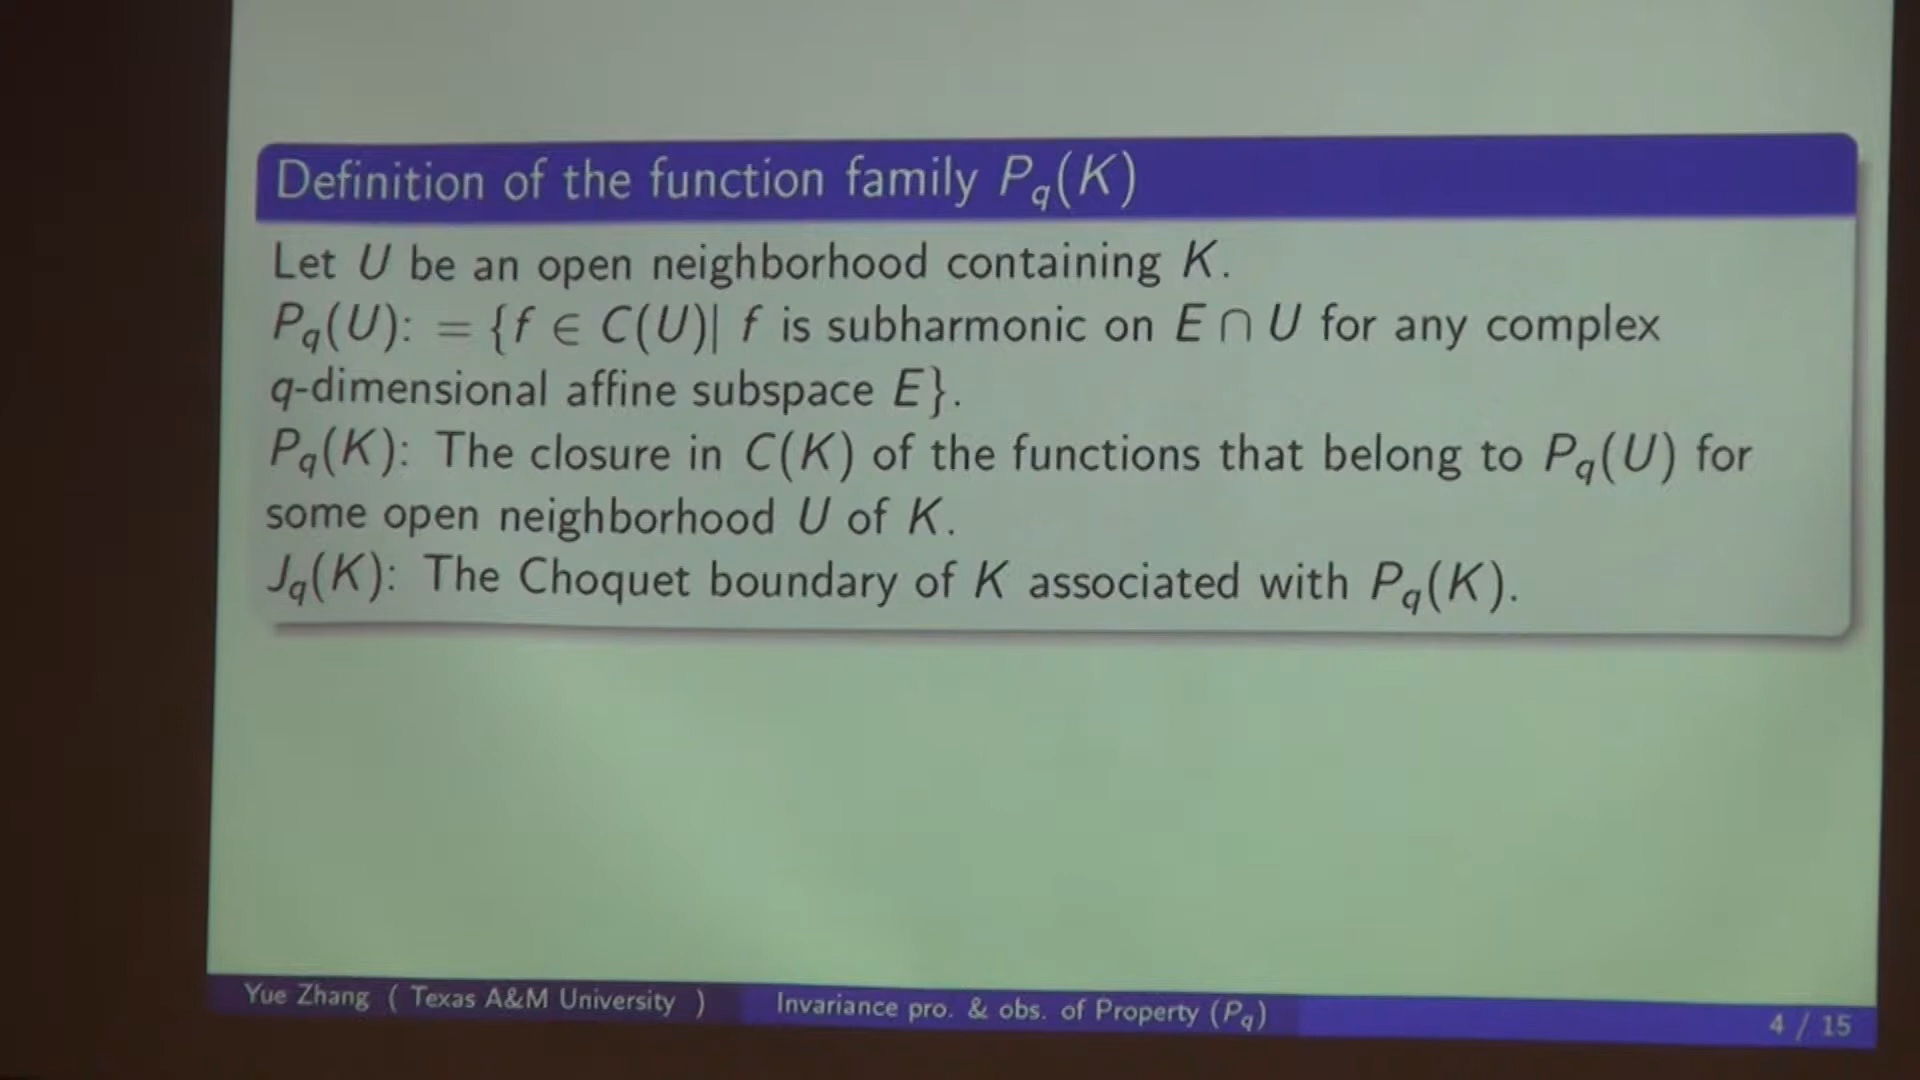 Definition of the function family P_q(K)
Let U be an open neighborhood containing K.
P_q(U): = {f ∈ C(U)| f is subharmonic on E ∩ U for any complex
q-dimensional affine subspace E}.
P_q(K): The closure in C(K) of the functions that belong to P_q(U) for
some open neighborhood U of K.
J_q(K): The Choquet boundary of K associated with P_q(K).
Yue Zhang ( Texas A&M University ) Invariance pro. & obs. of Property (P_q) 4 / 15